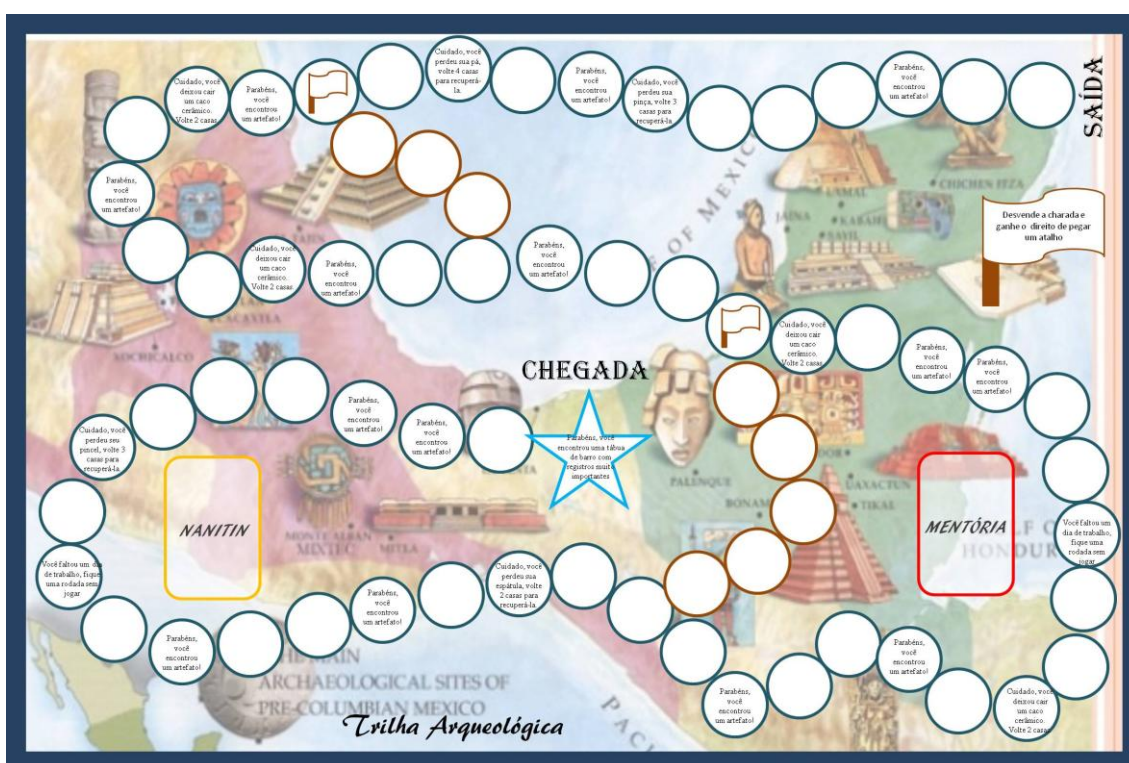 SAÍDA
Parabéns,
você
encontrou
um artefato!
Cuidado, você
perdeu sua
pinça, volte 3
casas para
recuperá-la.
Parabéns,
você
encontrou
um artefato!
Cuidado, você
perdeu sua pá,
volte 4 casas
para recuperá-
la.
Parabéns,
você
encontrou
um artefato!
Cuidado, você
deixou cair
um caco
cerâmico.
Volte 2 casas.
Parabéns,
você
encontrou
um artefato!
Cuidado, você
deixou cair
um caco
cerâmico.
Volte 2 casas.
Parabéns,
você
encontrou
um artefato!
Parabéns,
você
encontrou
um artefato!
Cuidado, você
deixou cair
um caco
cerâmico.
Volte 2 casas.
Parabéns,
você
encontrou
um artefato!
Parabéns,
você
encontrou
um artefato!
Você faltou um
dia de trabalho,
fique uma
rodada sem
jogar
Cuidado, você
deixou cair
um caco
cerâmico.
Volte 2 casas.
Parabéns,
você
encontrou
um artefato!
Parabéns,
você
encontrou
um artefato!
Cuidado, você
perdeu sua
espátula, volte
2 casas para
recuperá-la.
Parabéns,
você
encontrou
um artefato!
Parabéns,
você
encontrou
um artefato!
Você faltou um dia
de trabalho, fique
uma rodada sem
jogar
Cuidado, você
perdeu seu
pincel, volte 3
casas para
recuperá-la.
Parabéns,
você
encontrou
um artefato!
Parabéns,
você
encontrou
um artefato!
CHEGADA
Parabéns, você
encontrou uma tábua
de barro com
registros muito
importantes
Desvende a charada e
ganhe o direito de pegar
um atalho
NANITIN
MENTÓRIA
OF MEXICO
CHICHEN ITZA
JAINA
SAYIL
XOCHICALCO
PALENQUE
UAXACTUN
TIKAL
MONTE ALBAN
MIXTEC
MITLA
MAIN
ARCHAEOLOGICAL SITES OF
PRE-COLUMBIAN MEXICO
Trilha Arqueológica